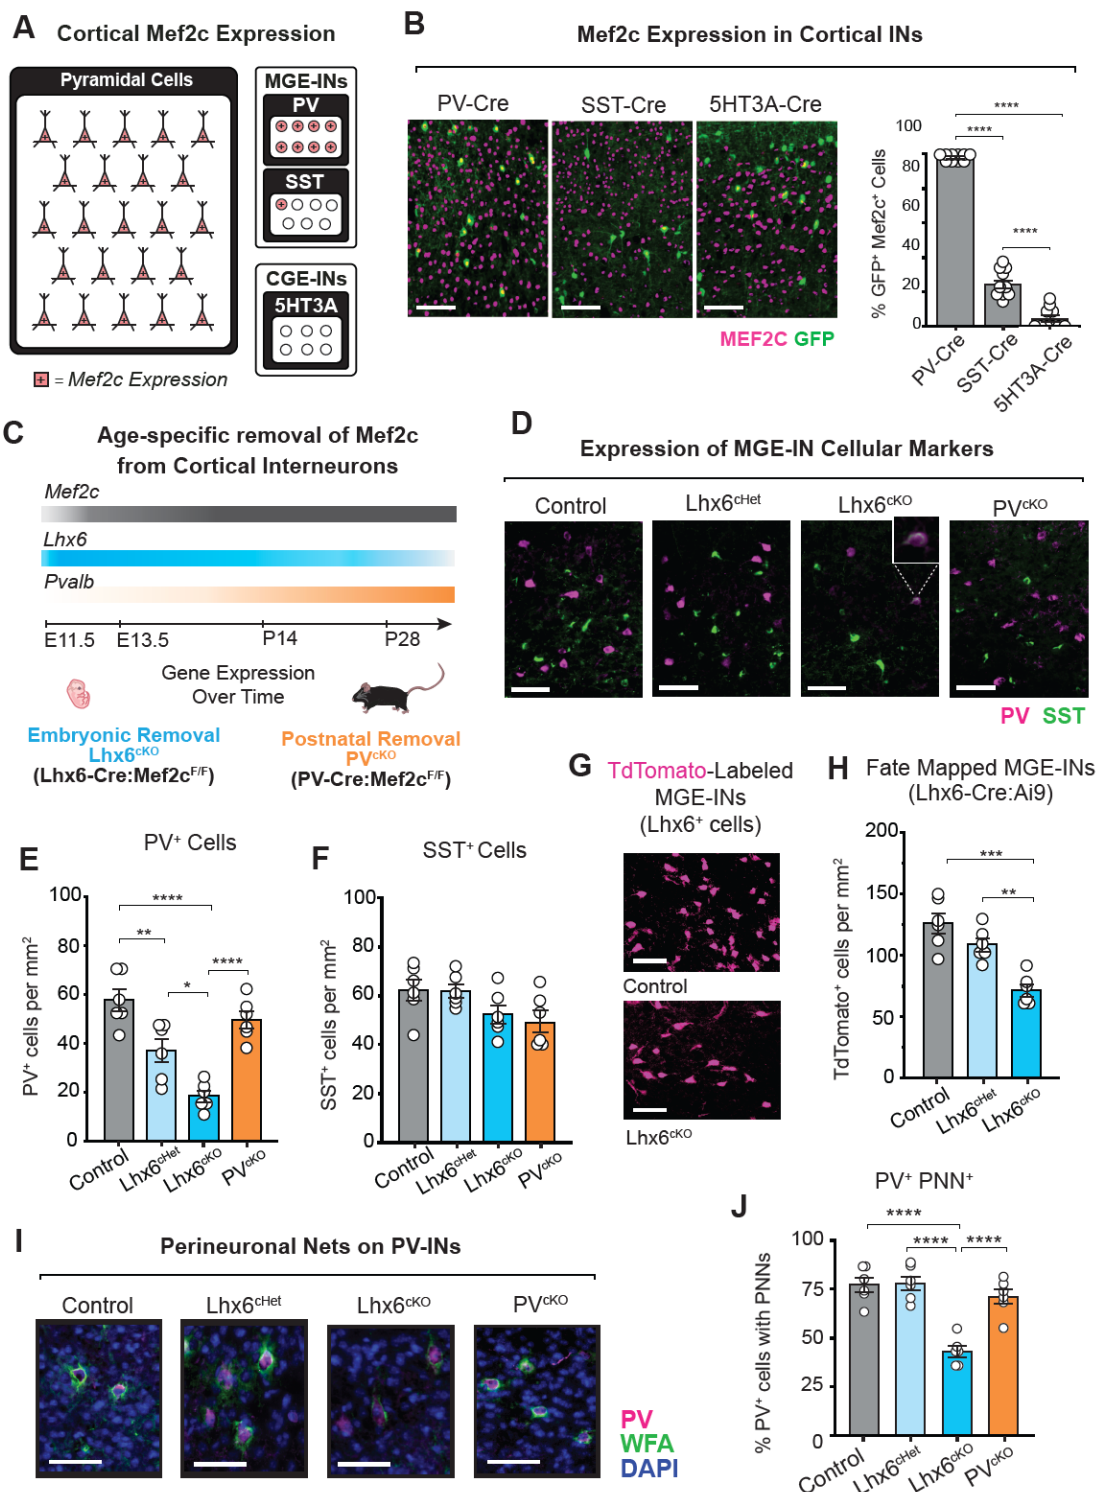 A
Cortical Mef2c Expression
Pyramidal Cells
MGE-INs
PV
SST
CGE-INs
5HT3A
+ = Mef2c Expression
B
Mef2c Expression in Cortical INs
PV-Cre
SST-Cre
5HT3A-Cre
MEF2C GFP
% GFP⁺ Mef2c⁺ Cells
100
80
60
40
20
0
****
****
****
PV-Cre
SST-Cre
5HT3A-Cre
C
Age-specific removal of Mef2c
from Cortical Interneurons
Mef2c
Lhx6
Pvalb
E11.5
E13.5
P14
P28
Gene Expression
Over Time
Embryonic Removal
Lhx6cKO
(Lhx6-Cre:Mef2cF/F)
Postnatal Removal
PVcKO
(PV-Cre:Mef2cF/F)
D
Expression of MGE-IN Cellular Markers
Control
Lhx6cHet
Lhx6cKO
PVcKO
PV SST
E
PV⁺ Cells
PV⁺ cells per mm²
100
80
60
40
20
0
****
**
****
*
Control
Lhx6cHet
Lhx6cKO
PVcKO
F
SST⁺ Cells
SST⁺ cells per mm²
100
80
60
40
20
0
Control
Lhx6cHet
Lhx6cKO
PVcKO
G
TdTomato-Labeled
MGE-INs
(Lhx6⁺ cells)
Control
Lhx6cKO
H
Fate Mapped MGE-INs
(Lhx6-Cre:Ai9)
TdTomato⁺ cells per mm²
200
150
100
50
0
***
**
Control
Lhx6cHet
Lhx6cKO
I
Perineuronal Nets on PV-INs
Control
Lhx6cHet
Lhx6cKO
PVcKO
PV
WFA
DAPI
J
PV⁺ PNN⁺
% PV⁺ cells with PNNs
100
75
50
25
0
****
****
****
Control
Lhx6cHet
Lhx6cKO
PVcKO